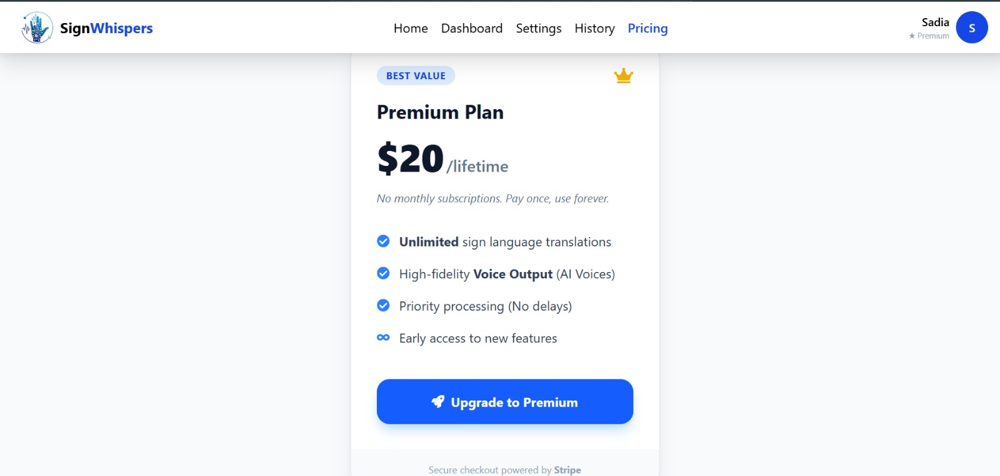 SignWhispers
Home Dashboard Settings History Pricing
Sadia
★ Premium
S
BEST VALUE
Premium Plan
$20/lifetime
No monthly subscriptions. Pay once, use forever.
Unlimited sign language translations
High-fidelity Voice Output (AI Voices)
Priority processing (No delays)
Early access to new features
Upgrade to Premium
Secure checkout powered by Stripe